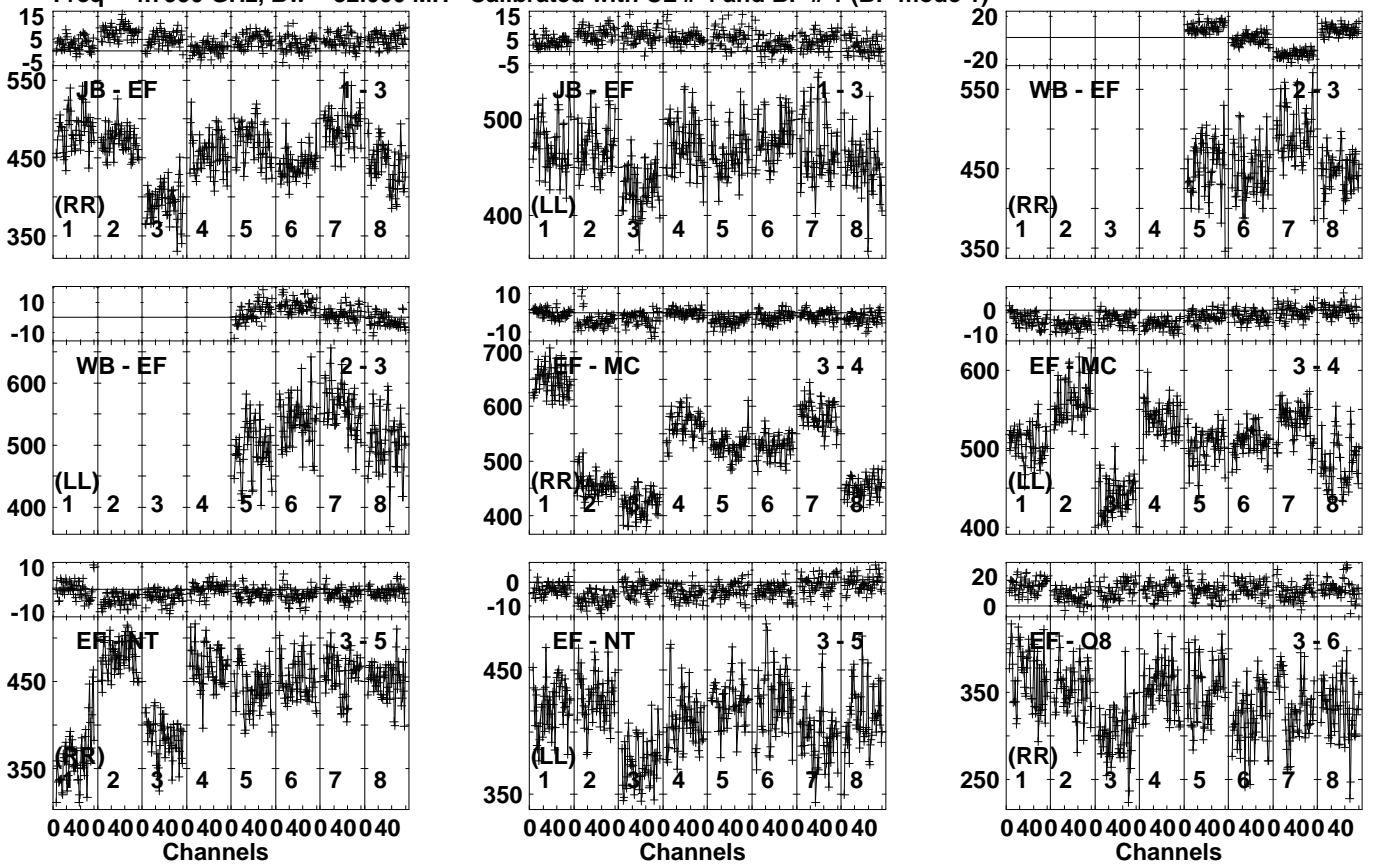 15 15 20
5 5
-5 -5 -20
550 JB - EF 1 - 3 JB - EF 1 - 3 550 WB - EF 2 - 3
500
450 450
400
(RR) (LL) (RR)
1 2 3 4 5 6 7 8 1 2 3 4 5 6 7 8 1 2 3 4 5 6 7 8
350 350
10 10 0
-10 -10 -10
WB - EF 2 - 3 700 EF - MC 3 - 4 600 EF - MC 3 - 4
600 600
500 500 500
(LL) (RR) (LL)
1 2 3 4 5 6 7 8 1 2 3 4 5 6 7 8 1 2 3 4 5 6 7 8
400 400 400
10 0 20
-10 -10 0
EF - NT 3 - 5 EF - NT 3 - 5 EF - O8 3 - 6
450 450 350
(RR) (LL) (RR)
350 1 2 3 4 5 6 7 8 1 2 3 4 5 6 7 8 250 1 2 3 4 5 6 7 8
350
0 40 0 40 0 40 0 40 0 40 0 40 0 40 0 40 0 40 0 40 0 40 0 40 0 40 0 40 0 40 0 40 0 40 0 40 0 40 0 40 0 40 0 40 0 40 0 40
Channels Channels Channels